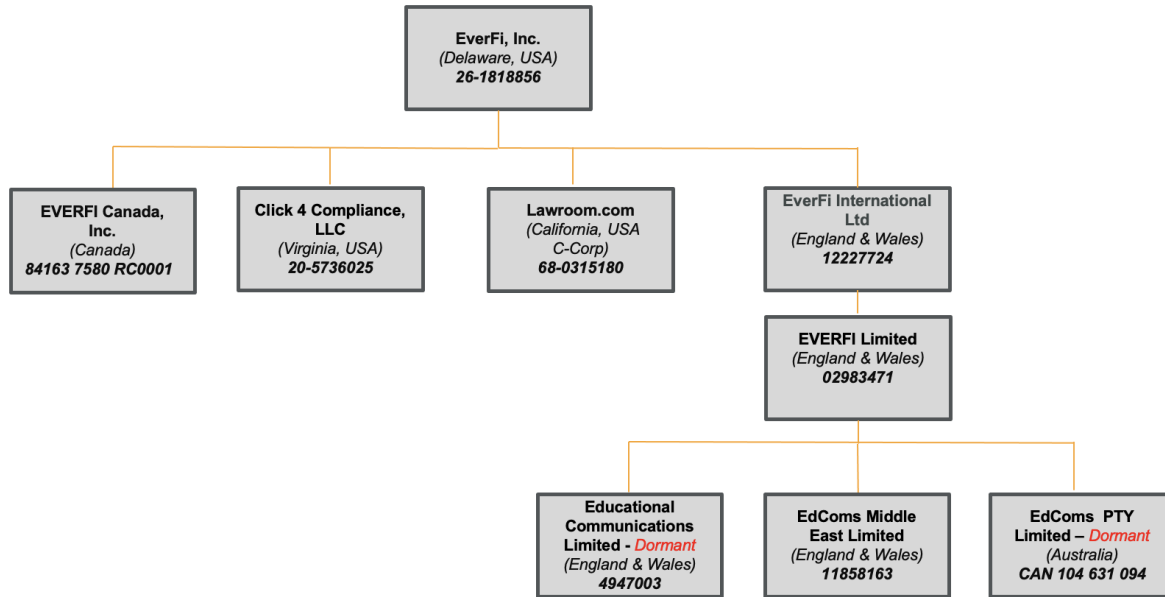 EverFi, Inc.
(Delaware, USA)
26-1818856
EVERFI Canada,
Inc.
(Canada)
84163 7580 RC0001
Click 4 Compliance,
LLC
(Virginia, USA)
20-5736025
Lawroom.com
(California, USA
C-Corp)
68-0315180
EverFi International
Ltd
(England & Wales)
12227724
EVERFI Limited
(England & Wales)
02983471
Educational
Communications
Limited - Dormant
(England & Wales)
4947003
EdComs Middle
East Limited
(England & Wales)
11858163
EdComs PTY
Limited – Dormant
(Australia)
CAN 104 631 094